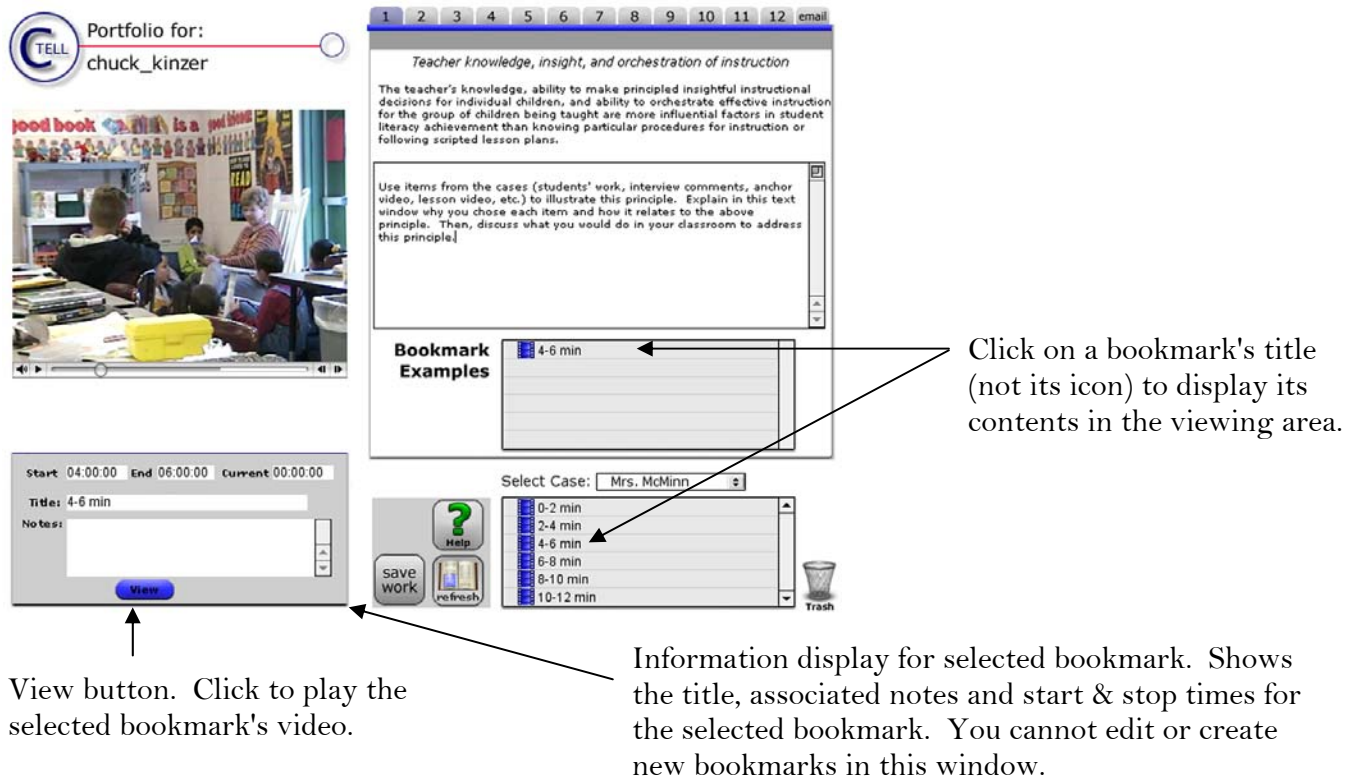 C TELL
Portfolio for:
chuck_kinzer
1 2 3 4 5 6 7 8 9 10 11 12 email
Teacher knowledge, insight, and orchestration of instruction
The teacher's knowledge, ability to make principled insightful instructional
decisions for individual children, and ability to orchestrate effective instruction
for the group of children being taught are more influential factors in student
literacy achievement than knowing particular procedures for instruction or
following scripted lesson plans.
good book is a good friend
READ
Use items from the cases (students' work, interview comments, anchor
video, lesson video, etc.) to illustrate this principle. Explain in this text
window why you chose each item and how it relates to the above
principle. Then, discuss what you would do in your classroom to address
this principle.
Bookmark
Examples
4-6 min
Click on a bookmark's title
(not its icon) to display its
contents in the viewing area.
Start 04:00:00 End 06:00:00 Current 00:00:00
Title: 4-6 min
Notes:
View
Select Case: Mrs. McMinn
Help
save
work
refresh
0-2 min
2-4 min
4-6 min
6-8 min
8-10 min
10-12 min
Trash
View button. Click to play the
selected bookmark's video.
Information display for selected bookmark. Shows
the title, associated notes and start & stop times for
the selected bookmark. You cannot edit or create
new bookmarks in this window.